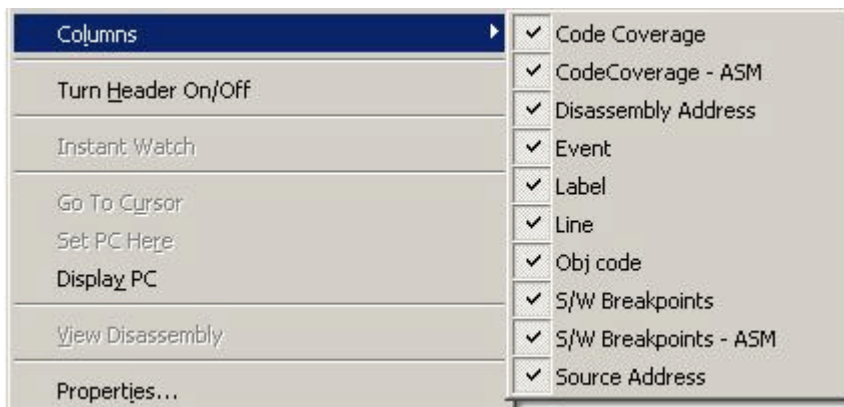 Columns
Turn Header On/Off
Instant Watch
Go To Cursor
Set PC Here
Display PC
View Disassembly
Properties...
Code Coverage
CodeCoverage - ASM
Disassembly Address
Event
Label
Line
Obj code
S/W Breakpoints
S/W Breakpoints - ASM
Source Address